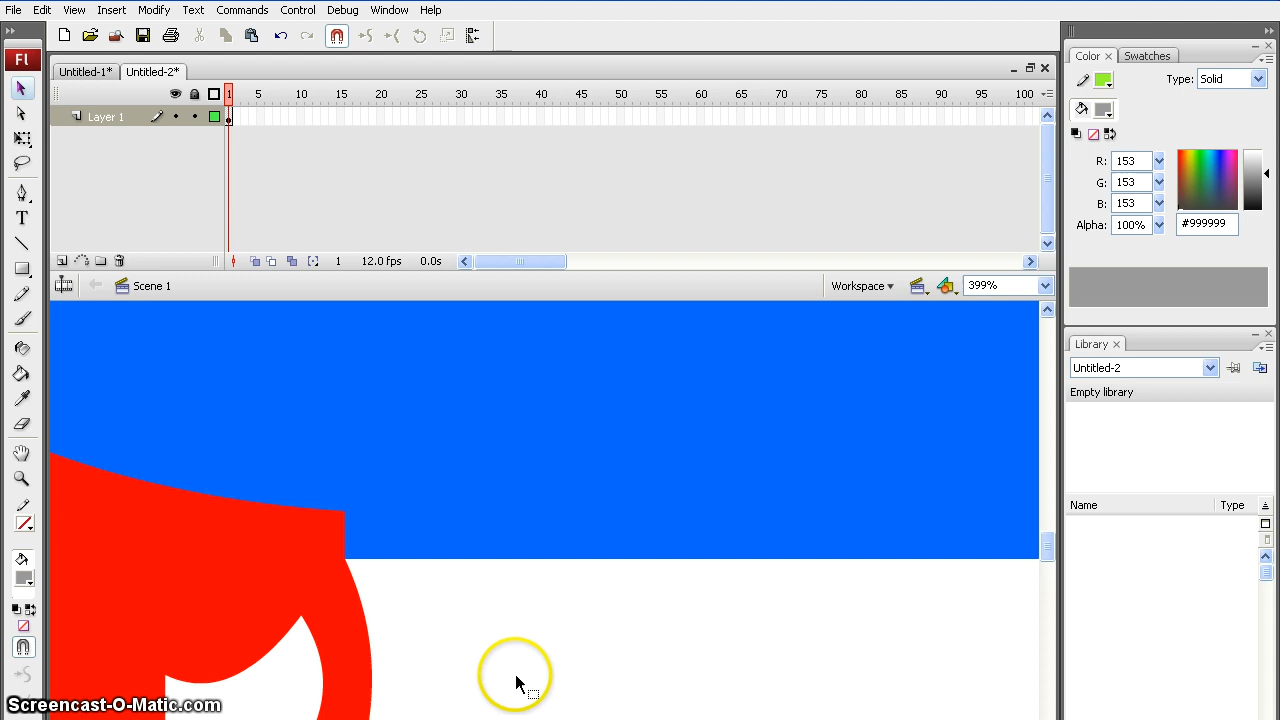 File Edit View Insert Modify Text Commands Control Debug Window Help
Fl
Untitled-1* Untitled-2*
1 5 10 15 20 25 30 35 40 45 50 55 60 65 70 75 80 85 90 95 100
Layer 1
1 12.0 fps 0.0s
Scene 1 Workspace 399%
T
Color Swatches
Type: Solid
R: 153
G: 153
B: 153
Alpha: 100% #999999
Library
Untitled-2
Empty library
Name Type
Screencast-O-Matic.com